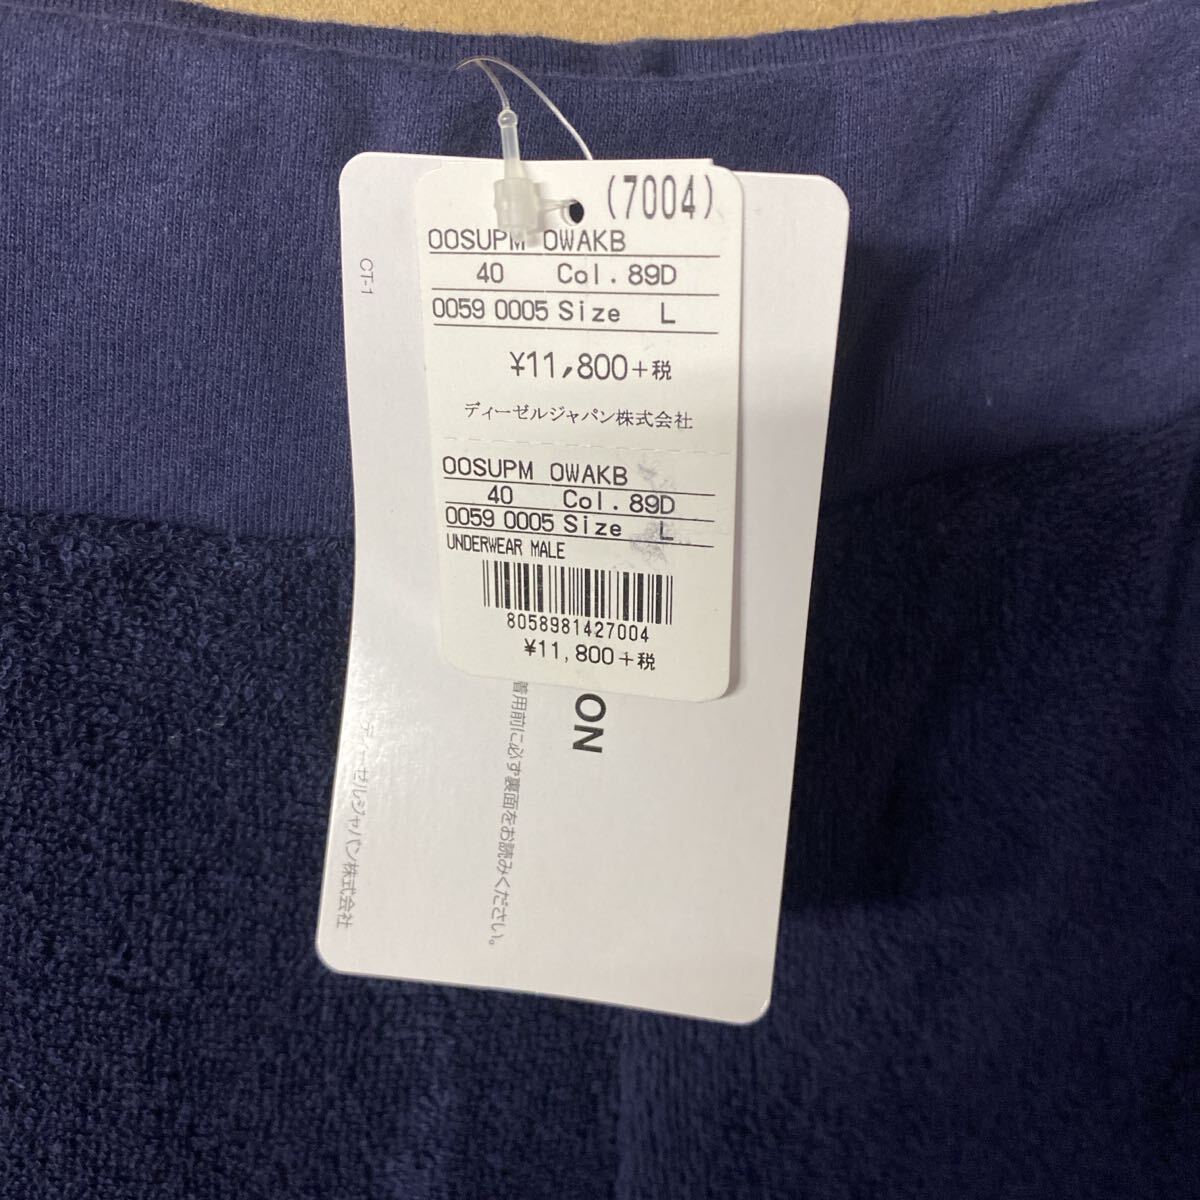 (7004)
00SUPM 0WAKB
40 Col.89D
0059 0005 Size L
¥11,800+税
ディーゼルジャパン株式会社
00SUPM 0WAKB
40 Col.89D
0059 0005 Size L
UNDERWEAR MALE
8058981427004
¥11,800+税
CT-1
ON
着用前に必ず裏面をお読みください。
ディーゼルジャパン株式会社